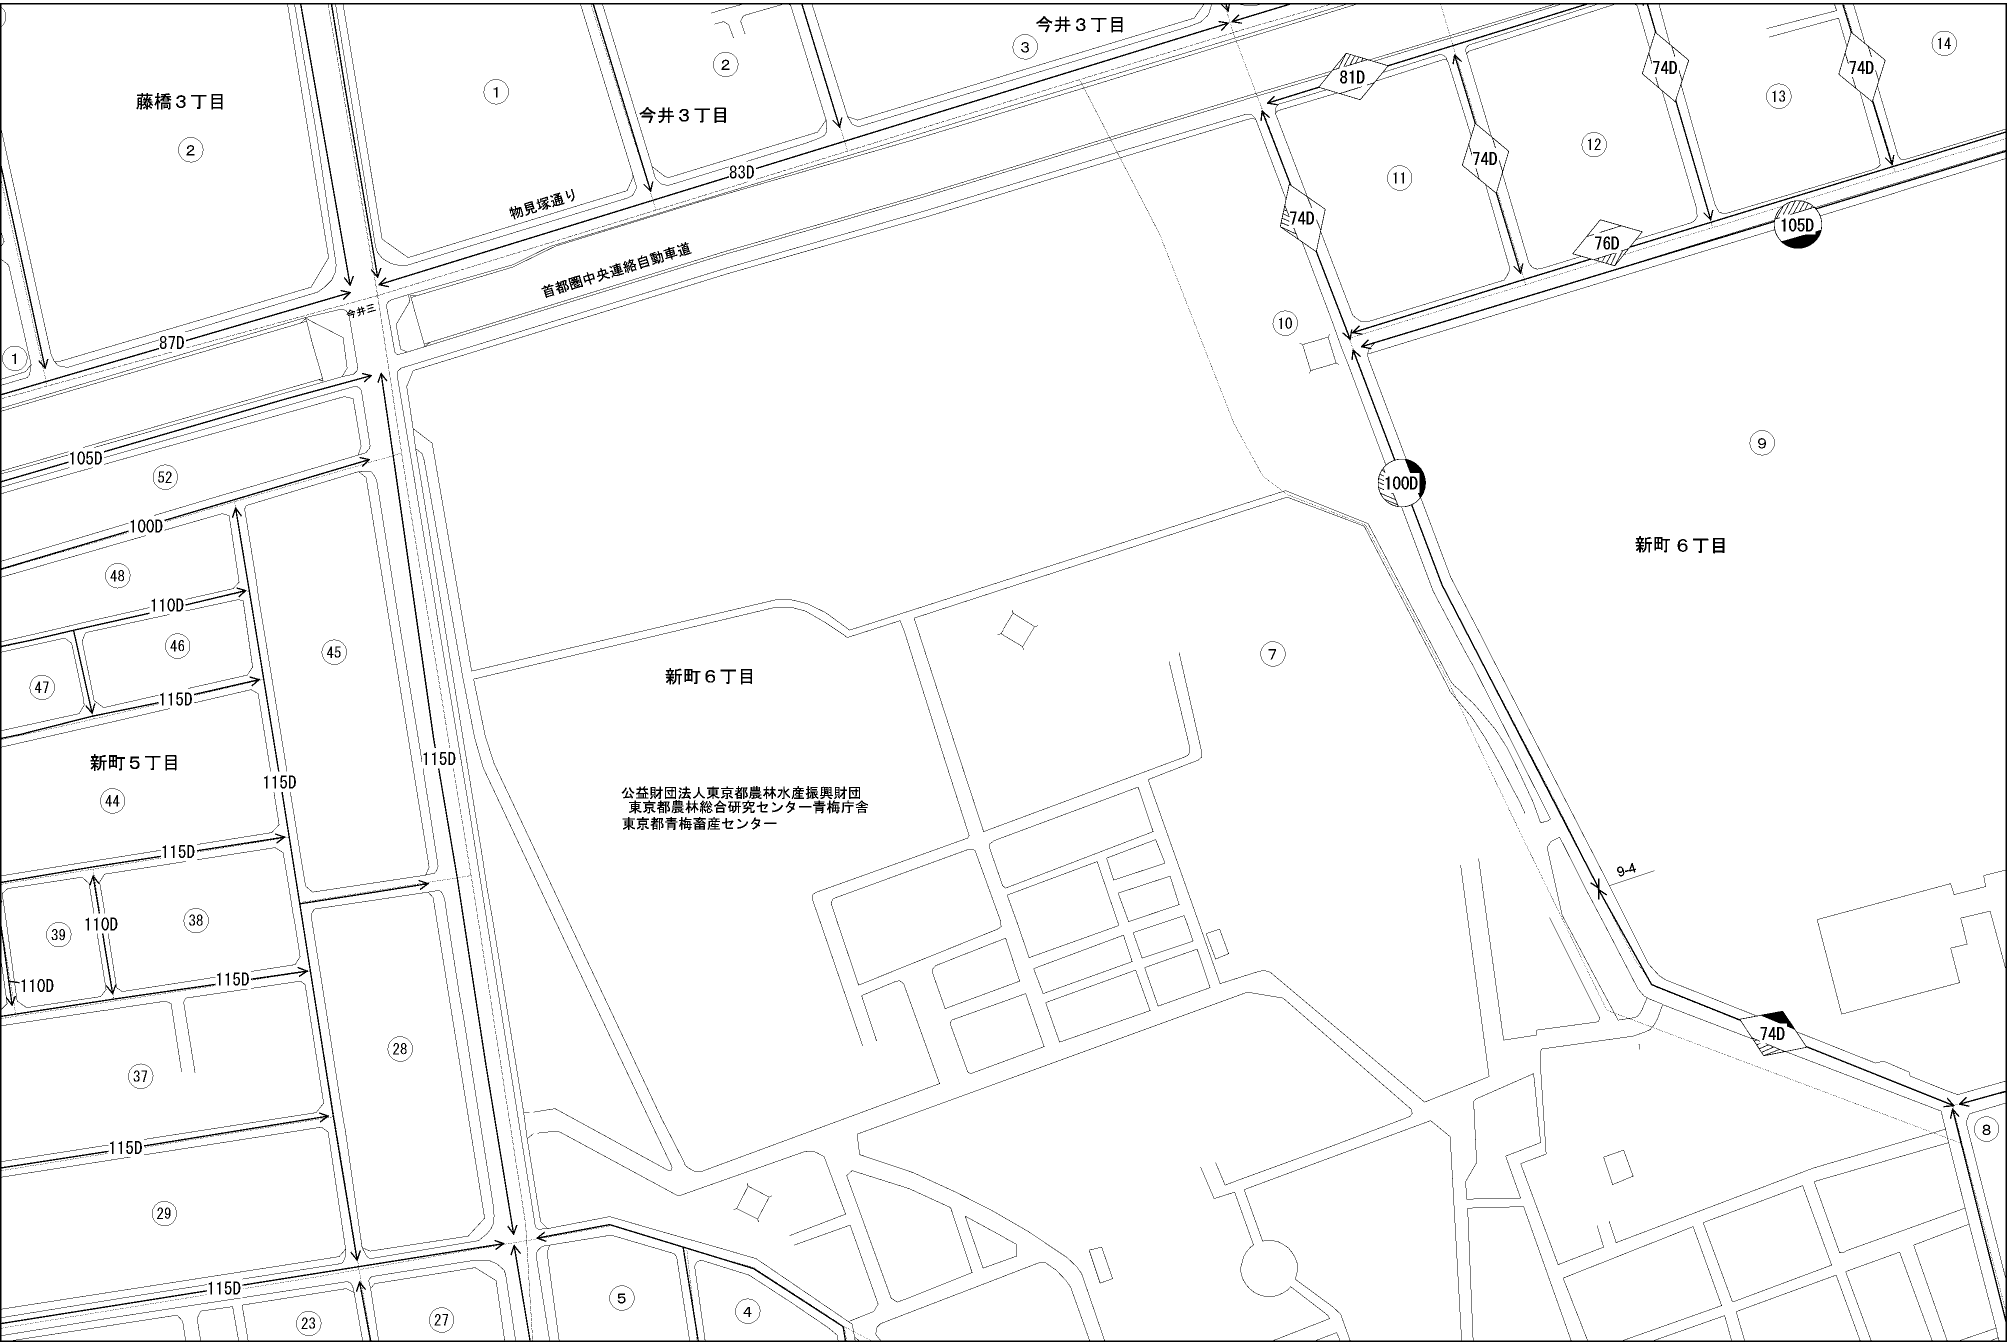 今井３丁目
③
⑭
②
81D
74D
74D
①
⑬
藤橋３丁目
今井３丁目
②
74D
⑫
83D
⑪
物見塚通り
74D
105D
76D
首都圏中央連絡自動車道
今井三
⑩
87D
①
⑨
105D
㊼
52
100D
100D
新町６丁目
48
110D
46
45
⑦
新町６丁目
47
115D
新町５丁目
115D
115D
公益財団法人東京都農林水産振興財団
東京都農林総合研究センター青梅庁舎
東京都青梅畜産センター
44
115D
9-4
39
110D
38
110D
115D
74D
28
37
⑧
115D
29
115D
⑤
④
23
27